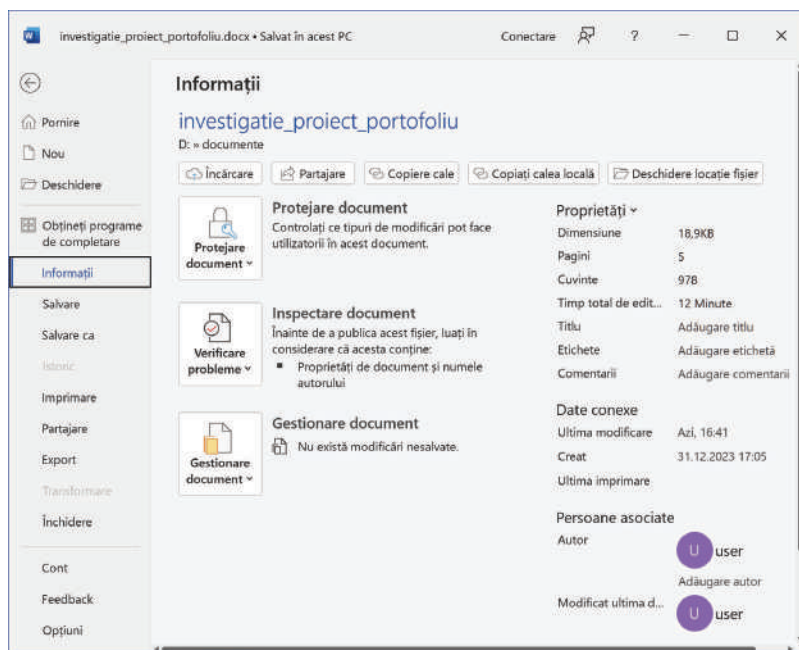 investigatie_proiect_portofoliu.docx • Salvat în acest PC
Conectare
?
Informații
Pornire
Nou
Deschidere
Obțineți programe
de completare
Informații
Salvare
Salvare ca
Istoric
Imprimare
Partajare
Export
Transformare
Închidere
Cont
Feedback
Opțiuni
investigatie_proiect_portofoliu
D: » documente
Încărcare
Partajare
Copiere cale
Copiați calea locală
Deschidere locație fișier
Protejare
document
Protejare document
Controlați ce tipuri de modificări pot face
utilizatorii în acest document.
Verificare
probleme
Inspectare document
Înainte de a publica acest fișier, luați în
considerare că acesta conține:
▪ Proprietăți de document și numele
autorului
Gestionare
document
Gestionare document
Nu există modificări nesalvate.
Proprietăți
Dimensiune 18,9KB
Pagini 5
Cuvinte 978
Timp total de edit... 12 Minute
Titlu Adăugare titlu
Etichete Adăugare etichetă
Comentarii Adăugare comentarii
Date conexe
Ultima modificare Azi, 16:41
Creat 31.12.2023 17:05
Ultima imprimare
Persoane asociate
Autor
U user
Adăugare autor
Modificat ultima d...
U user